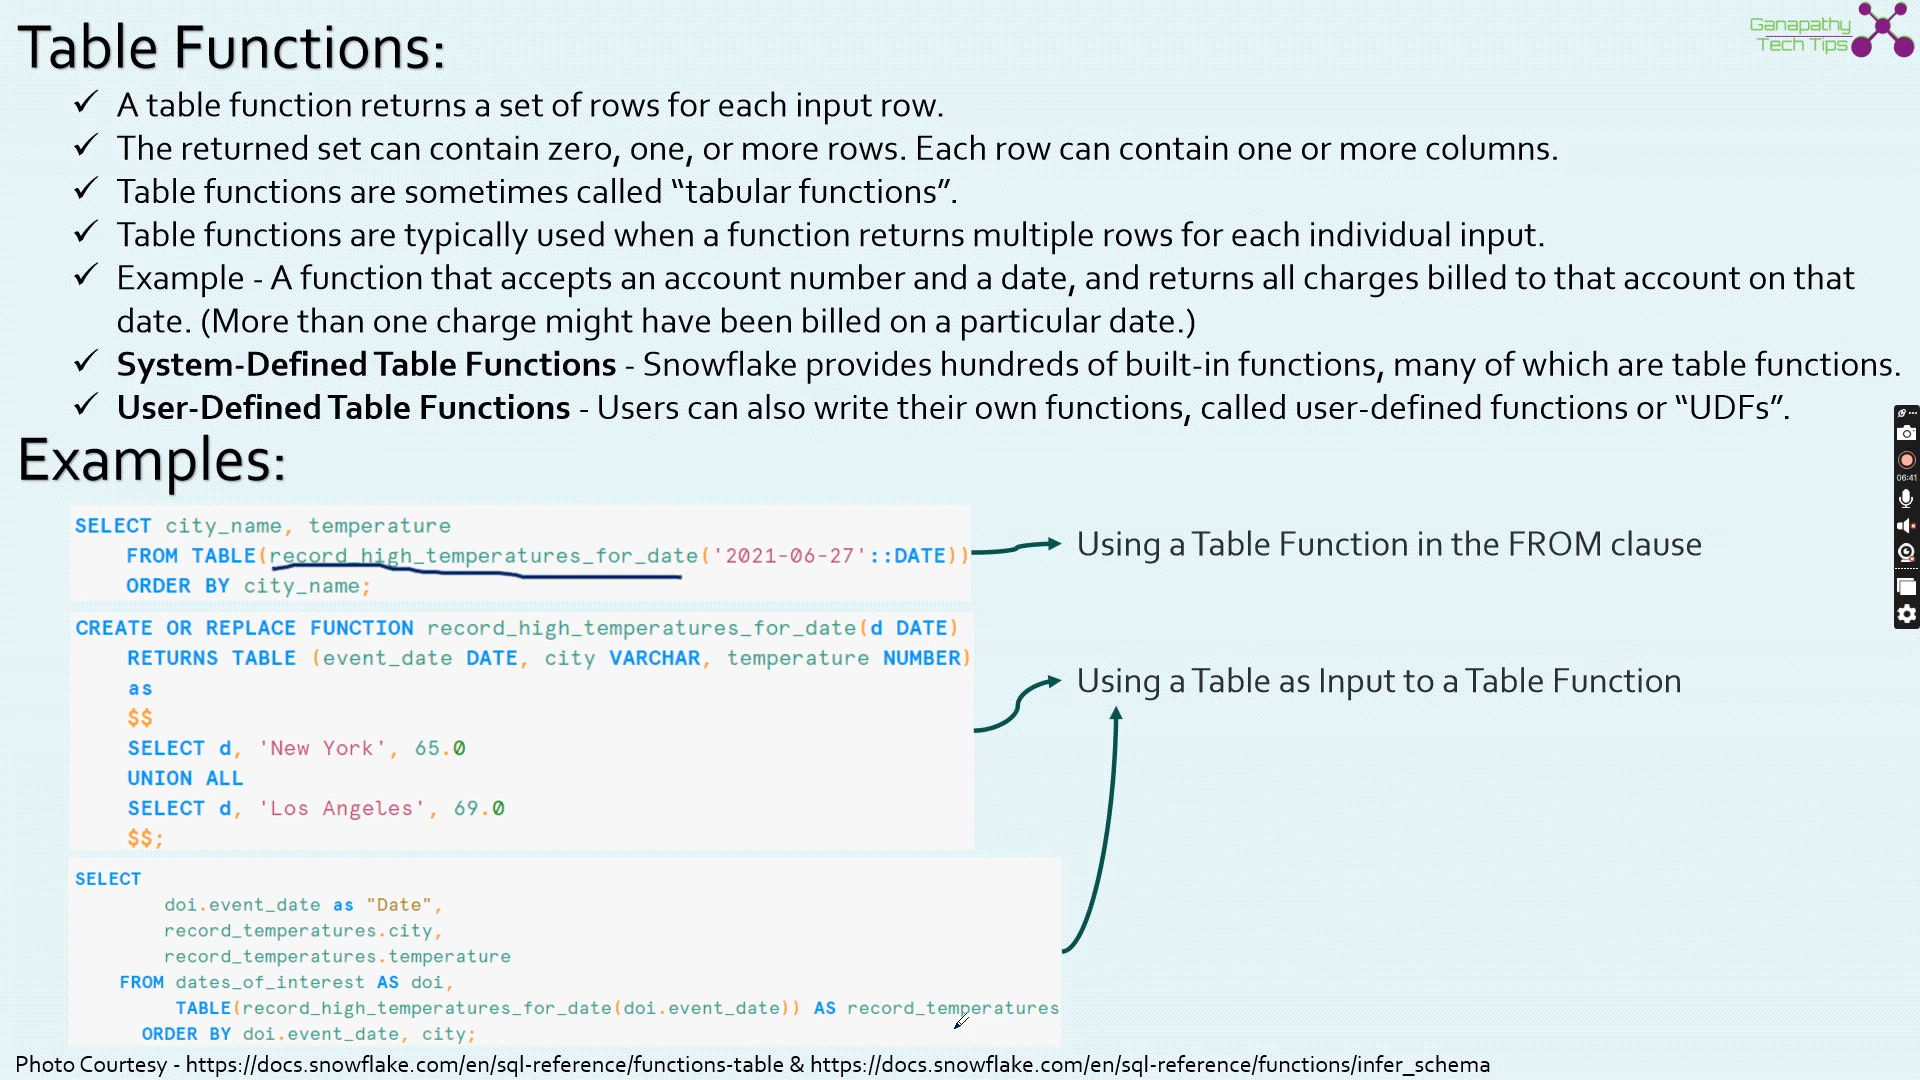 Table Functions:
Ganapathy
Tech Tips
✓ A table function returns a set of rows for each input row.
✓ The returned set can contain zero, one, or more rows. Each row can contain one or more columns.
✓ Table functions are sometimes called “tabular functions”.
✓ Table functions are typically used when a function returns multiple rows for each individual input.
✓ Example - A function that accepts an account number and a date, and returns all charges billed to that account on that
date. (More than one charge might have been billed on a particular date.)
✓ System-Defined Table Functions - Snowflake provides hundreds of built-in functions, many of which are table functions.
✓ User-Defined Table Functions - Users can also write their own functions, called user-defined functions or “UDFs”.
Examples:
SELECT city_name, temperature
FROM TABLE(record_high_temperatures_for_date('2021-06-27'::DATE))
ORDER BY city_name;
Using a Table Function in the FROM clause
CREATE OR REPLACE FUNCTION record_high_temperatures_for_date(d DATE)
RETURNS TABLE (event_date DATE, city VARCHAR, temperature NUMBER)
as
$$
SELECT d, 'New York', 65.0
UNION ALL
SELECT d, 'Los Angeles', 69.0
$$;
Using a Table as Input to a Table Function
SELECT
doi.event_date as "Date",
record_temperatures.city,
record_temperatures.temperature
FROM dates_of_interest AS doi,
TABLE(record_high_temperatures_for_date(doi.event_date)) AS record_temperatures
ORDER BY doi.event_date, city;
06:41
Photo Courtesy - https://docs.snowflake.com/en/sql-reference/functions-table & https://docs.snowflake.com/en/sql-reference/functions/infer_schema